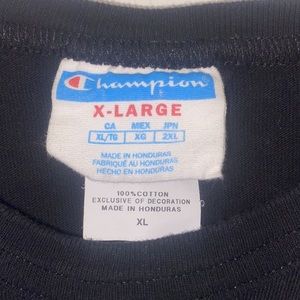 Champion
X-LARGE
CA MEX JPN
XL/TG XG 2XL
MADE IN HONDURAS
FABRIQUÉ AU HONDURAS
HECHO EN HONDURAS
100% COTTON
EXCLUSIVE OF DECORATION
MADE IN HONDURAS
XL